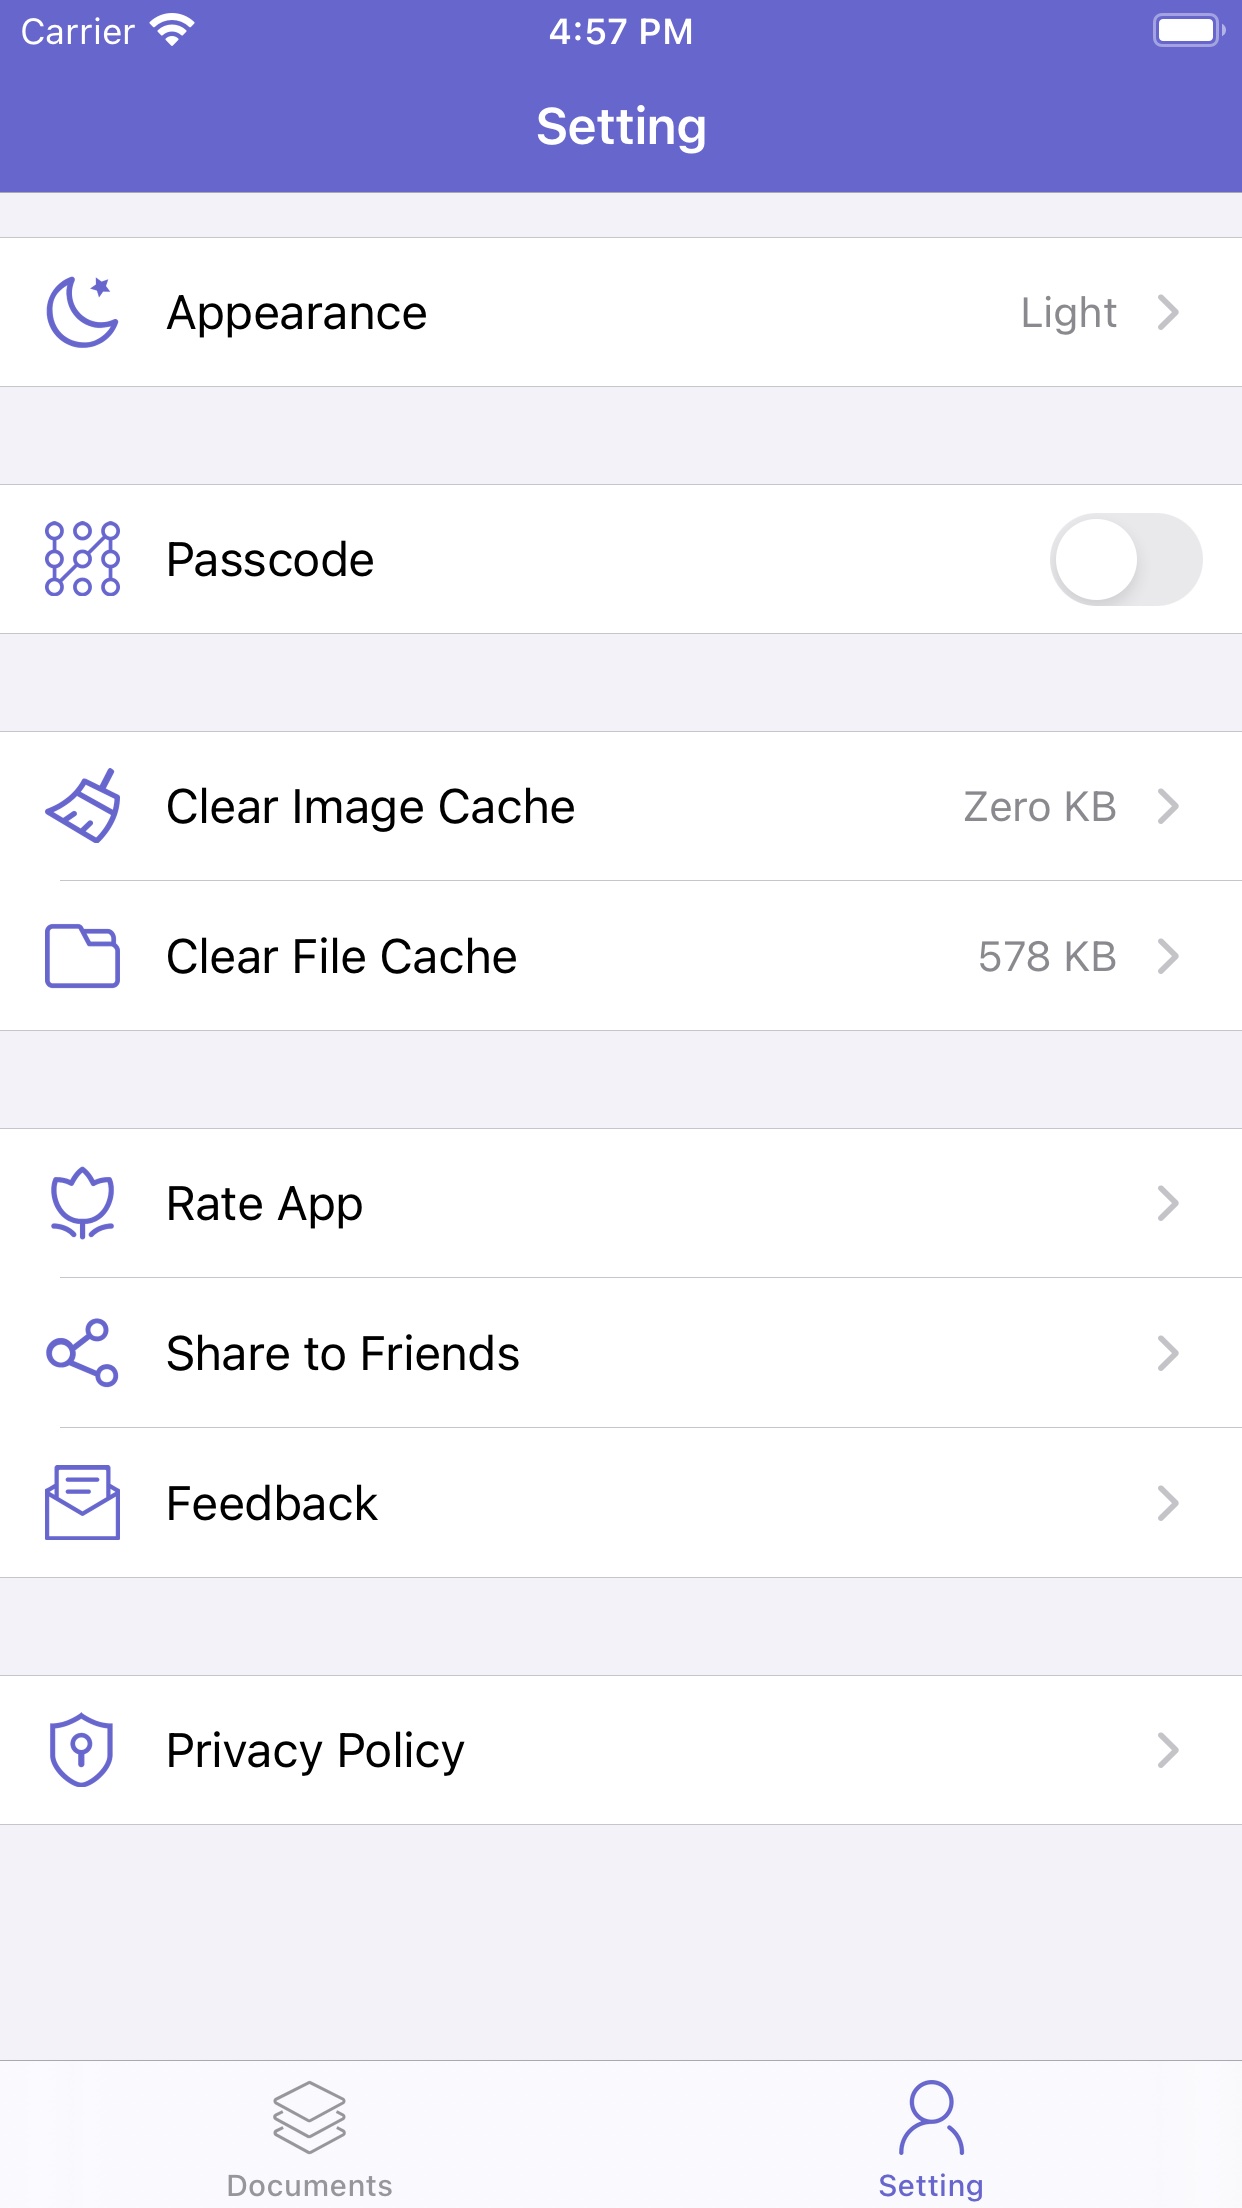 Carrier 4:57 PM
Setting
Appearance Light
Passcode
Clear Image Cache Zero KB
Clear File Cache 578 KB
Rate App
Share to Friends
Feedback
Privacy Policy
Documents Setting